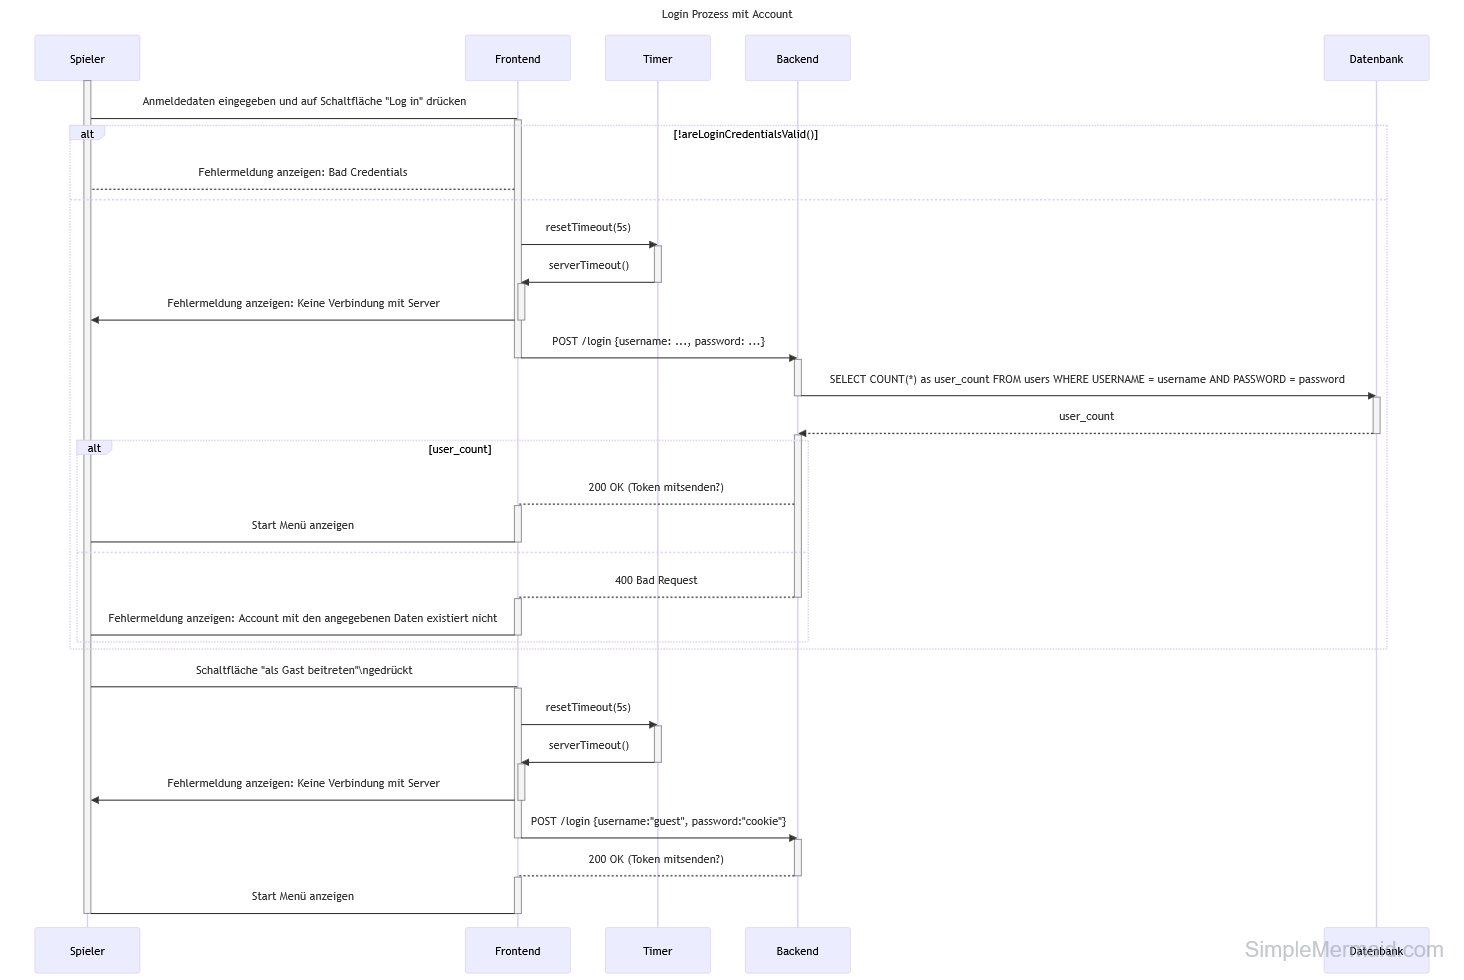 Login Prozess mit Account
Spieler
Frontend
Timer
Backend
Datenbank
Anmeldedaten eingegeben und auf Schaltfläche "Log in" drücken
alt
[!areLoginCredentialsValid()]
Fehlermeldung anzeigen: Bad Credentials
resetTimeout(5s)
serverTimeout()
Fehlermeldung anzeigen: Keine Verbindung mit Server
POST /login {username: ..., password: ...}
SELECT COUNT(*) as user_count FROM users WHERE USERNAME = username AND PASSWORD = password
user_count
alt
[user_count]
200 OK (Token mitsenden?)
Start Menü anzeigen
400 Bad Request
Fehlermeldung anzeigen: Account mit den angegebenen Daten existiert nicht
Schaltfläche "als Gast beitreten"\ngedrückt
resetTimeout(5s)
serverTimeout()
Fehlermeldung anzeigen: Keine Verbindung mit Server
POST /login {username:"guest", password:"cookie"}
200 OK (Token mitsenden?)
Start Menü anzeigen
Spieler
Frontend
Timer
Backend
Datenbank
SimpleMermaid.com